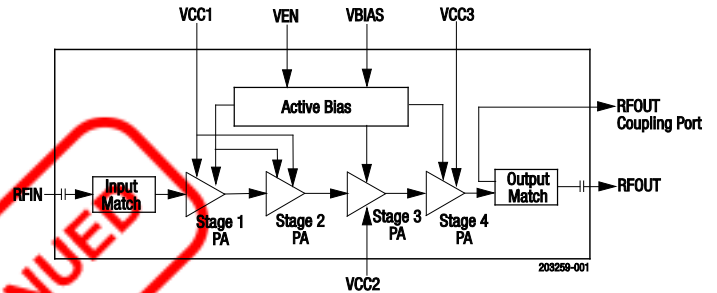 VCC1
VEN
VBIAS
VCC3
Active Bias
RFOUT
Coupling Port
RFIN
Input
Match
Output
Match
RFOUT
Stage 1
PA
Stage 2
PA
Stage 3
PA
Stage 4
PA
203259-001
VCC2
NUED